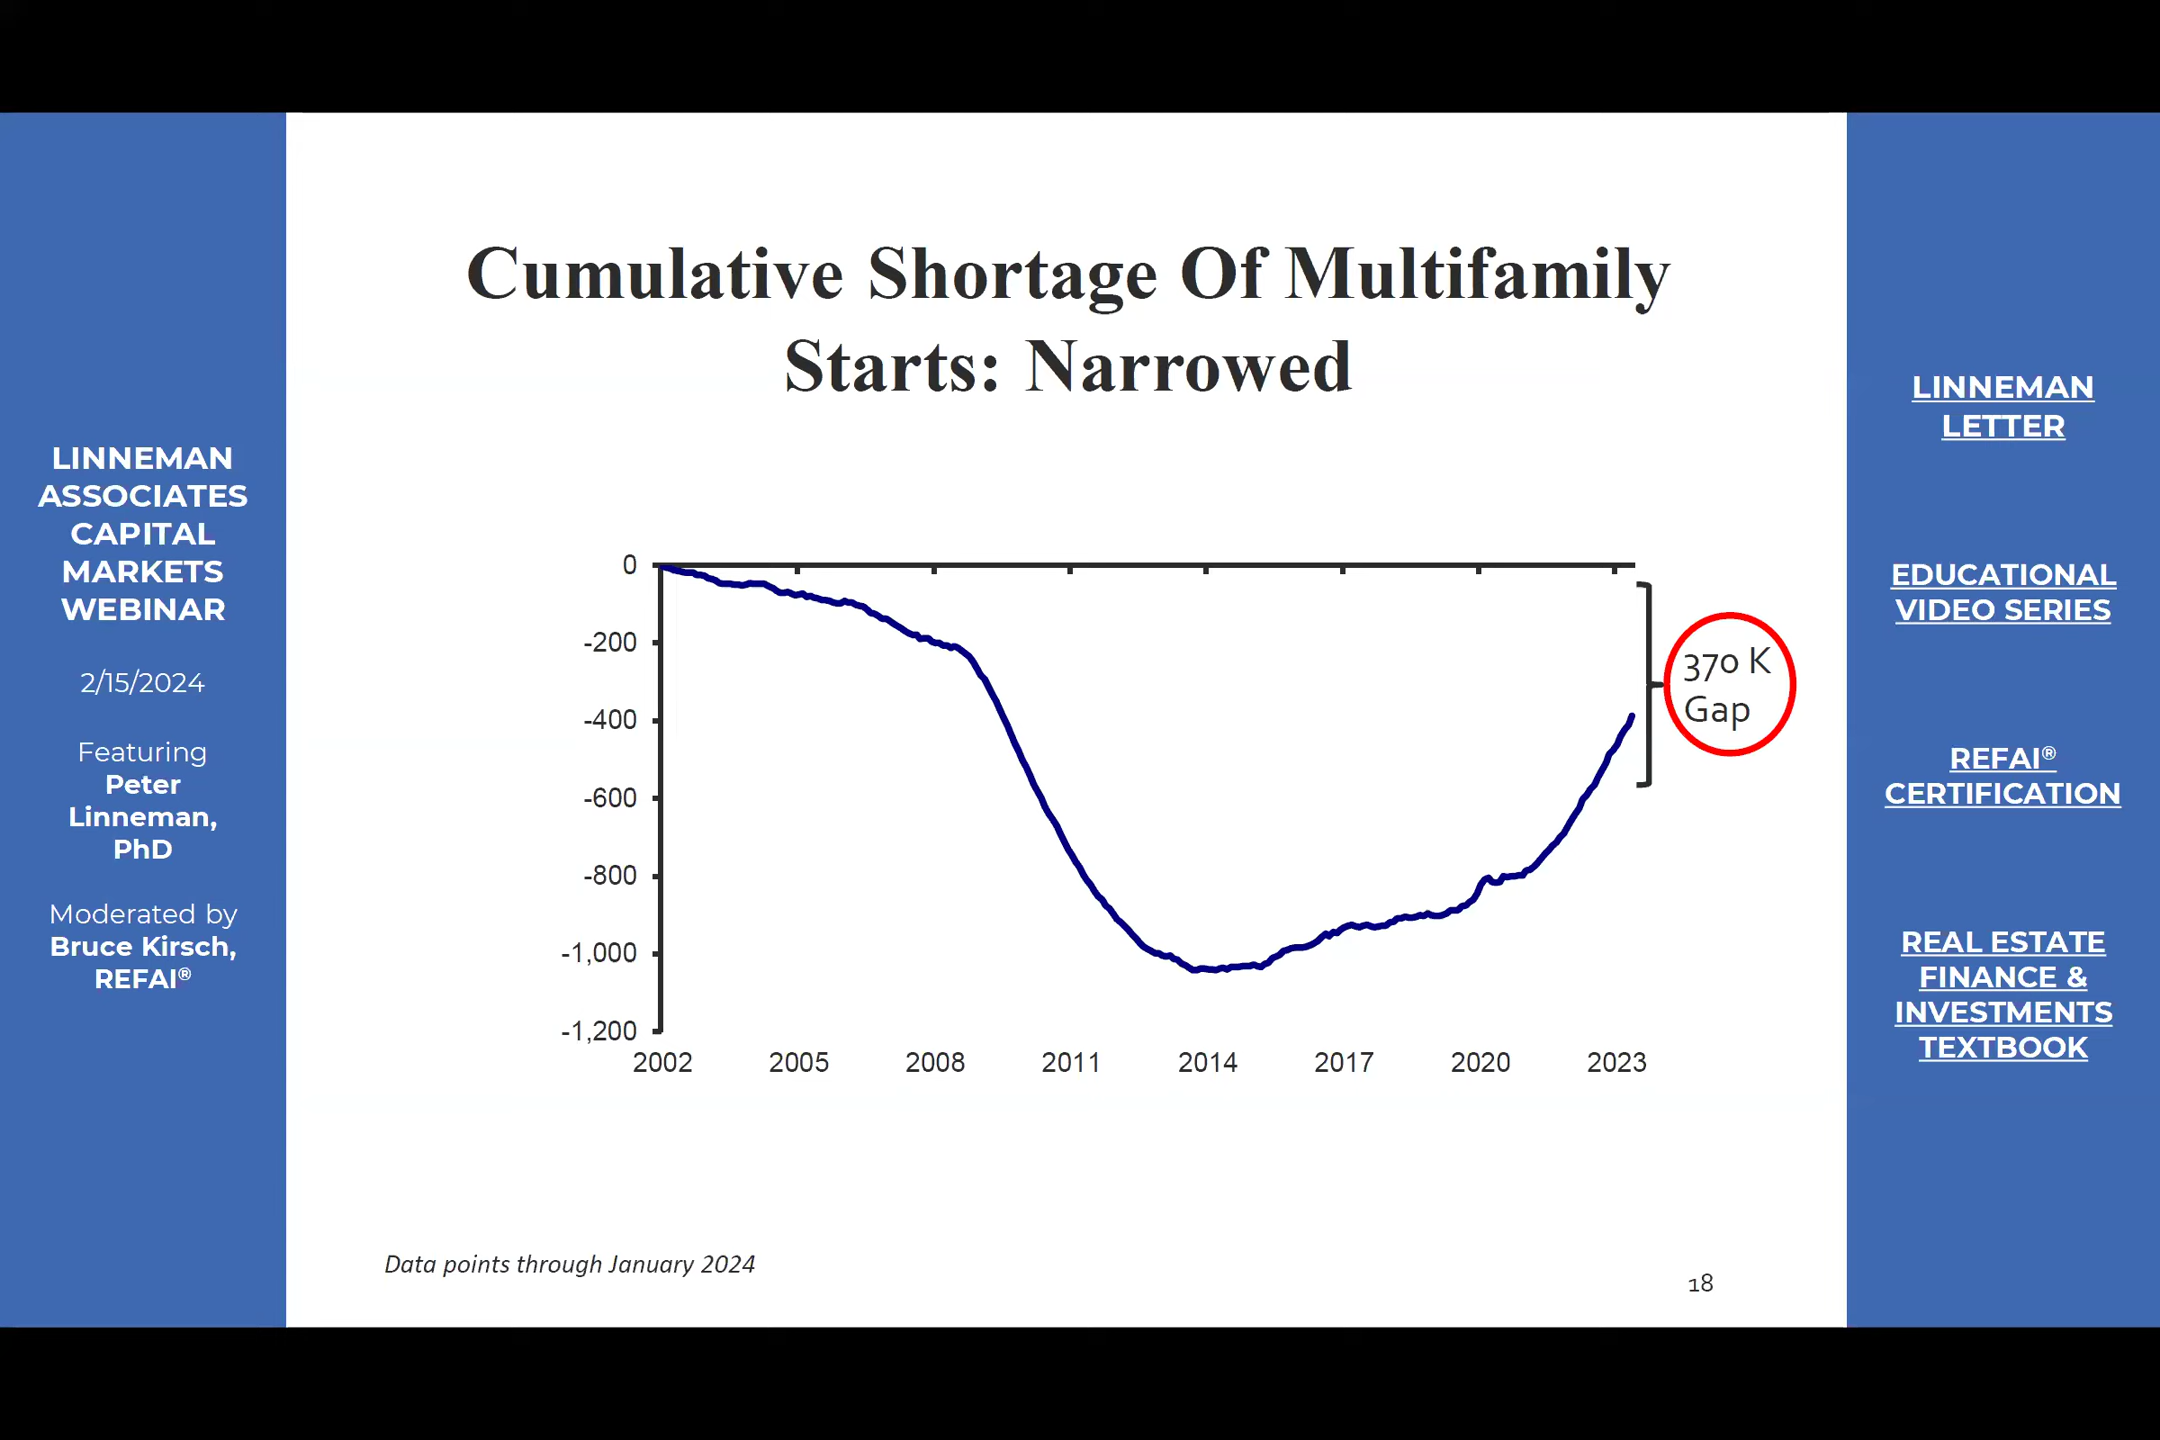 LINNEMAN
ASSOCIATES
CAPITAL
MARKETS
WEBINAR
2/15/2024
Featuring
Peter
Linneman,
PhD
Moderated by
Bruce Kirsch,
REFAI®
Cumulative Shortage Of Multifamily
Starts: Narrowed
0
-200
-400
-600
-800
-1,000
-1,200
2002 2005 2008 2011 2014 2017 2020 2023
370 K
Gap
Data points through January 2024
18
LINNEMAN
LETTER
EDUCATIONAL
VIDEO SERIES
REFAI®
CERTIFICATION
REAL ESTATE
FINANCE &
INVESTMENTS
TEXTBOOK